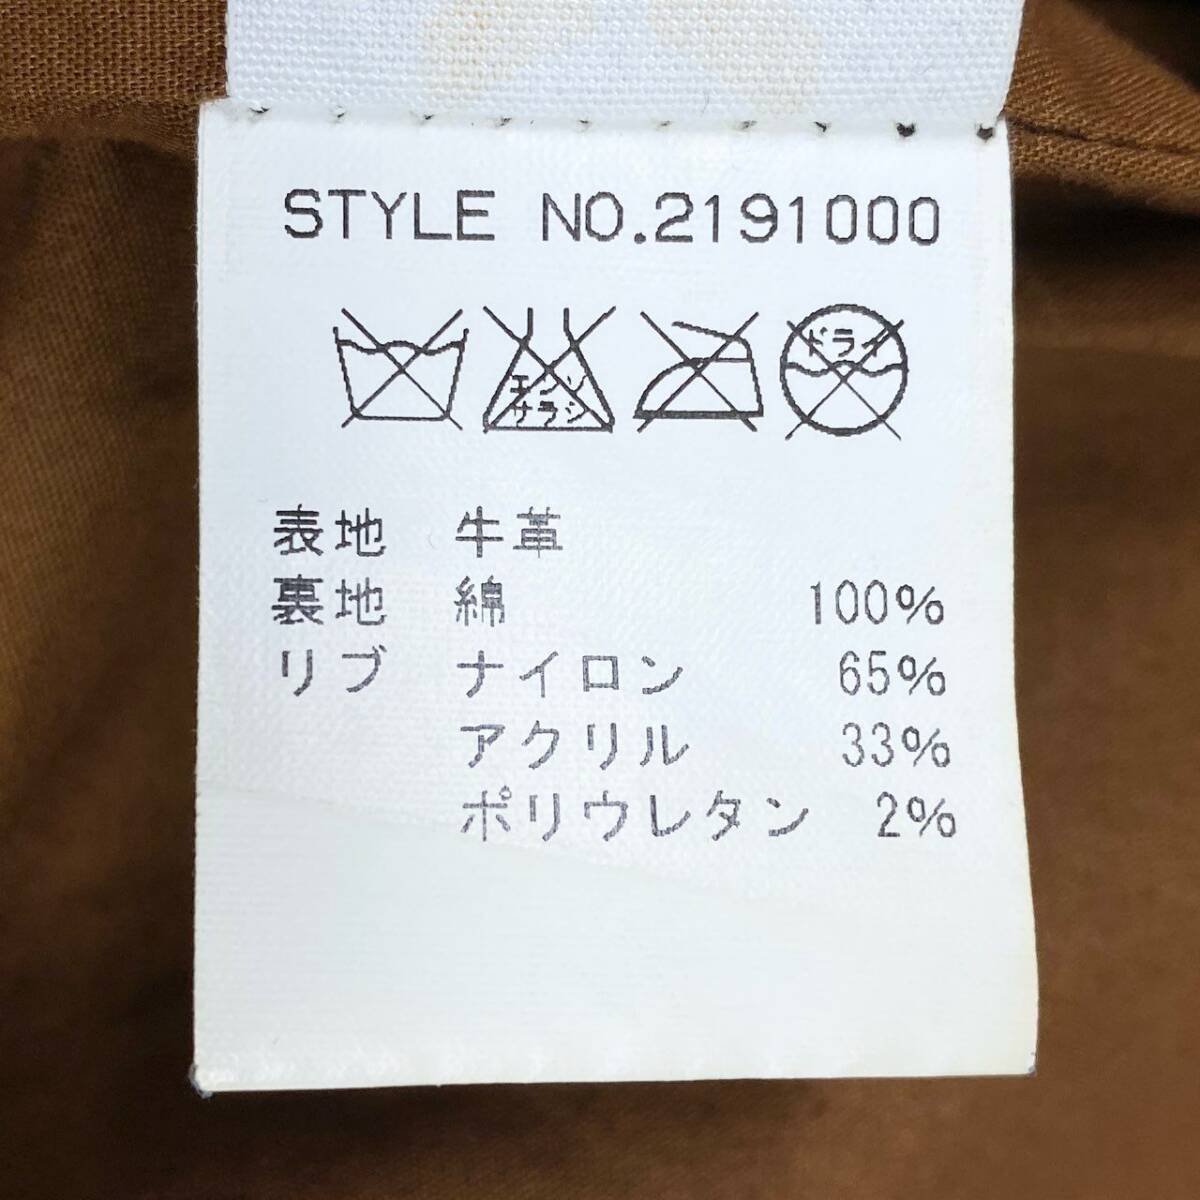 STYLE NO.2191000
エンソ
サラシ
ドライ
表地 牛革
裏地 綿 100%
リブ ナイロン 65%
アクリル 33%
ポリウレタン 2%